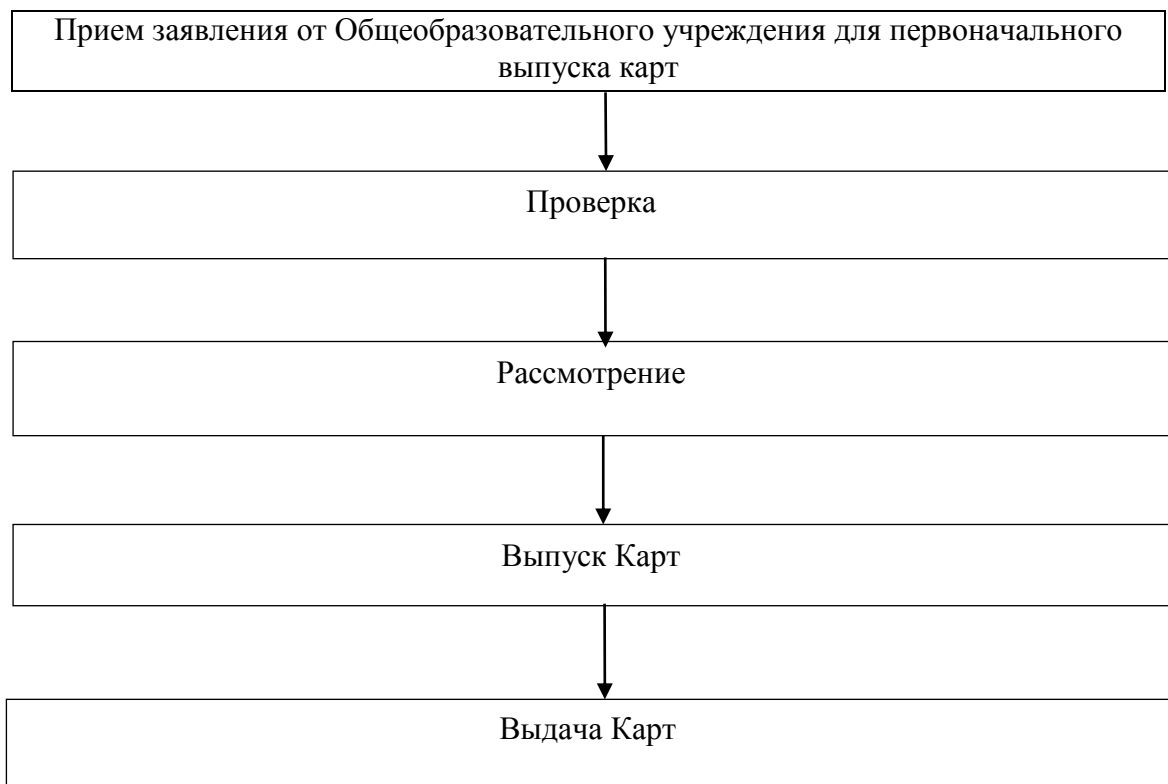 Прием заявления от Общеобразовательного учреждения для первоначального
выпуска карт
Проверка
Рассмотрение
Выпуск Карт
Выдача Карт